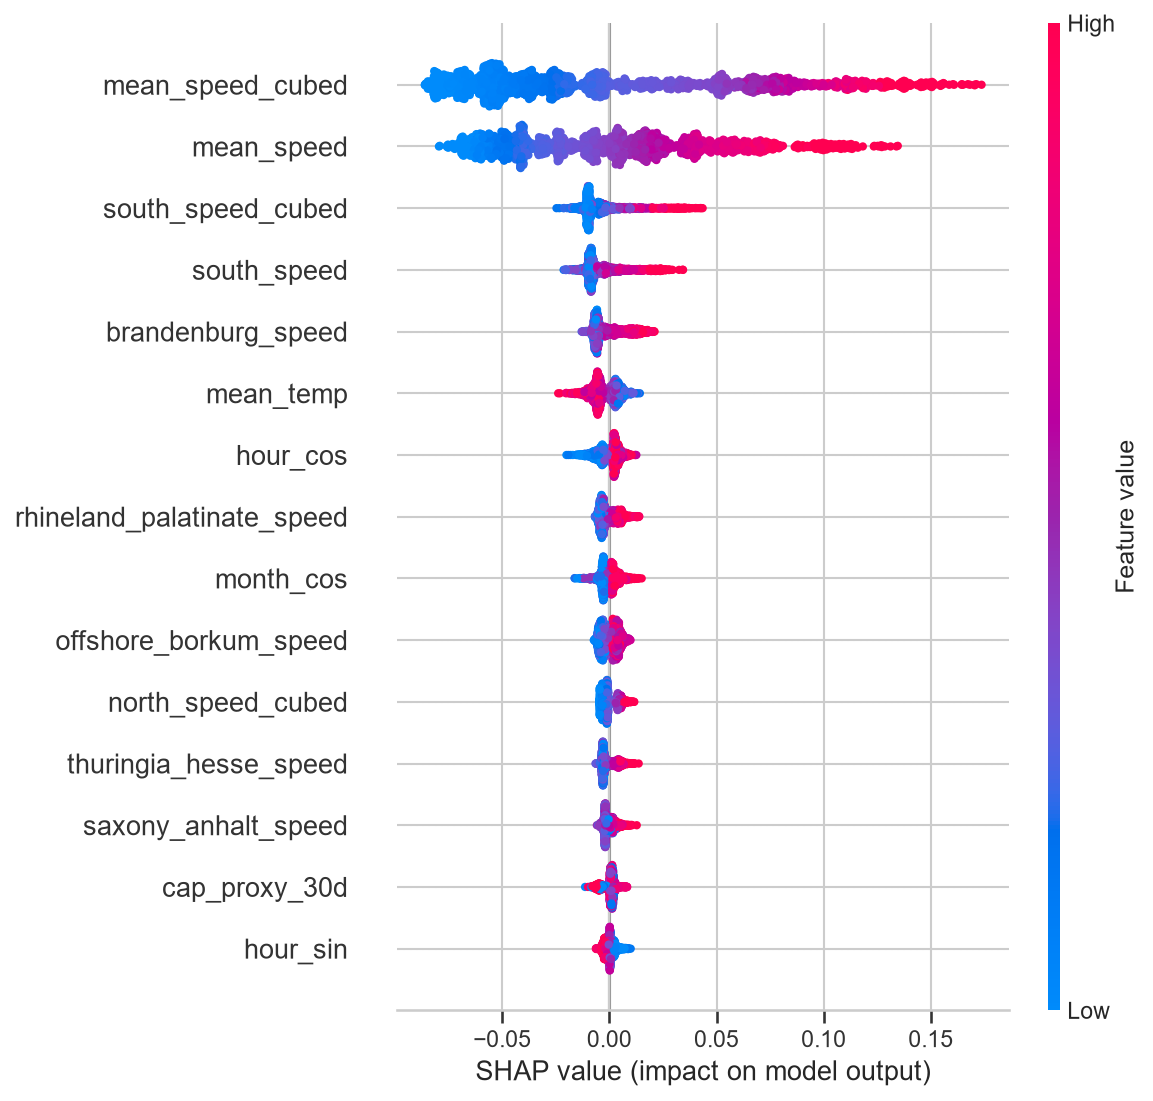 High
mean_speed_cubed
mean_speed
south_speed_cubed
south_speed
brandenburg_speed
mean_temp
hour_cos
rhineland_palatinate_speed
month_cos
offshore_borkum_speed
north_speed_cubed
thuringia_hesse_speed
saxony_anhalt_speed
cap_proxy_30d
hour_sin
Feature value
Low
−0.05 0.00 0.05 0.10 0.15
SHAP value (impact on model output)